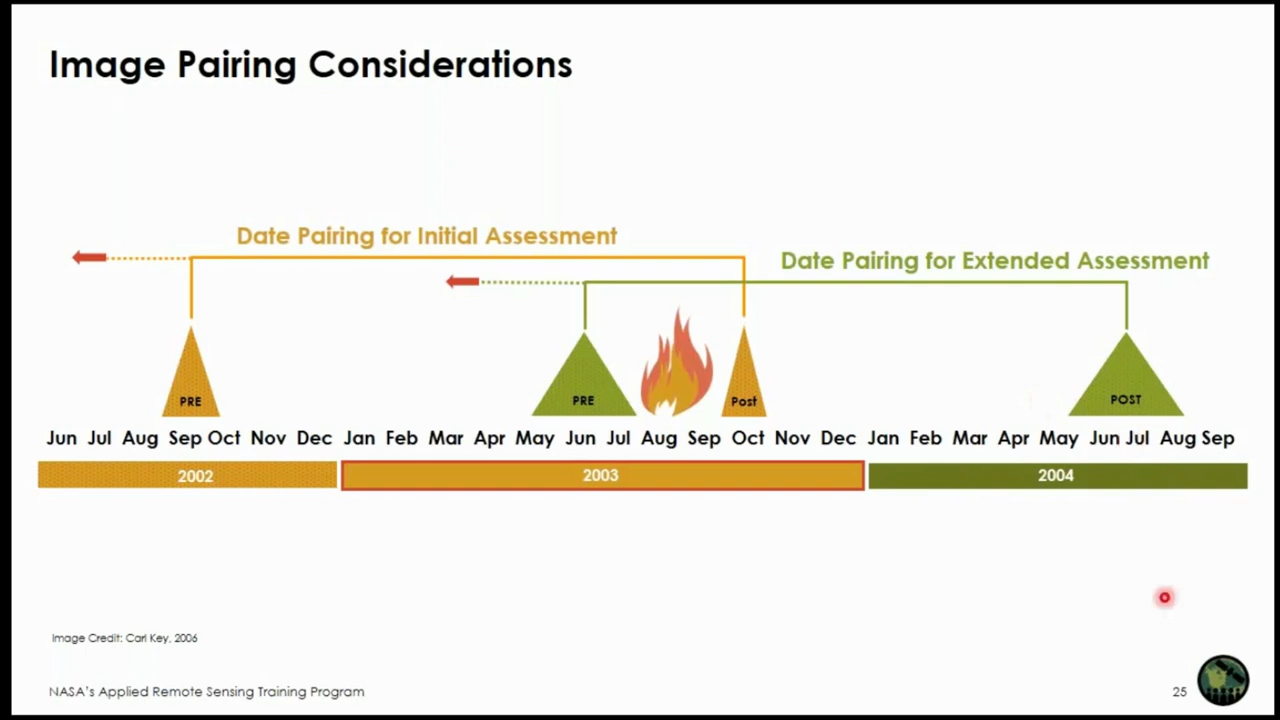 Image Pairing Considerations
Date Pairing for Initial Assessment
Date Pairing for Extended Assessment
PRE PRE Post POST
Jun Jul Aug Sep Oct Nov Dec Jan Feb Mar Apr May Jun Jul Aug Sep Oct Nov Dec Jan Feb Mar Apr May Jun Jul Aug Sep
2002 2003 2004
Image Credit: Carl Key, 2006
NASA's Applied Remote Sensing Training Program 25